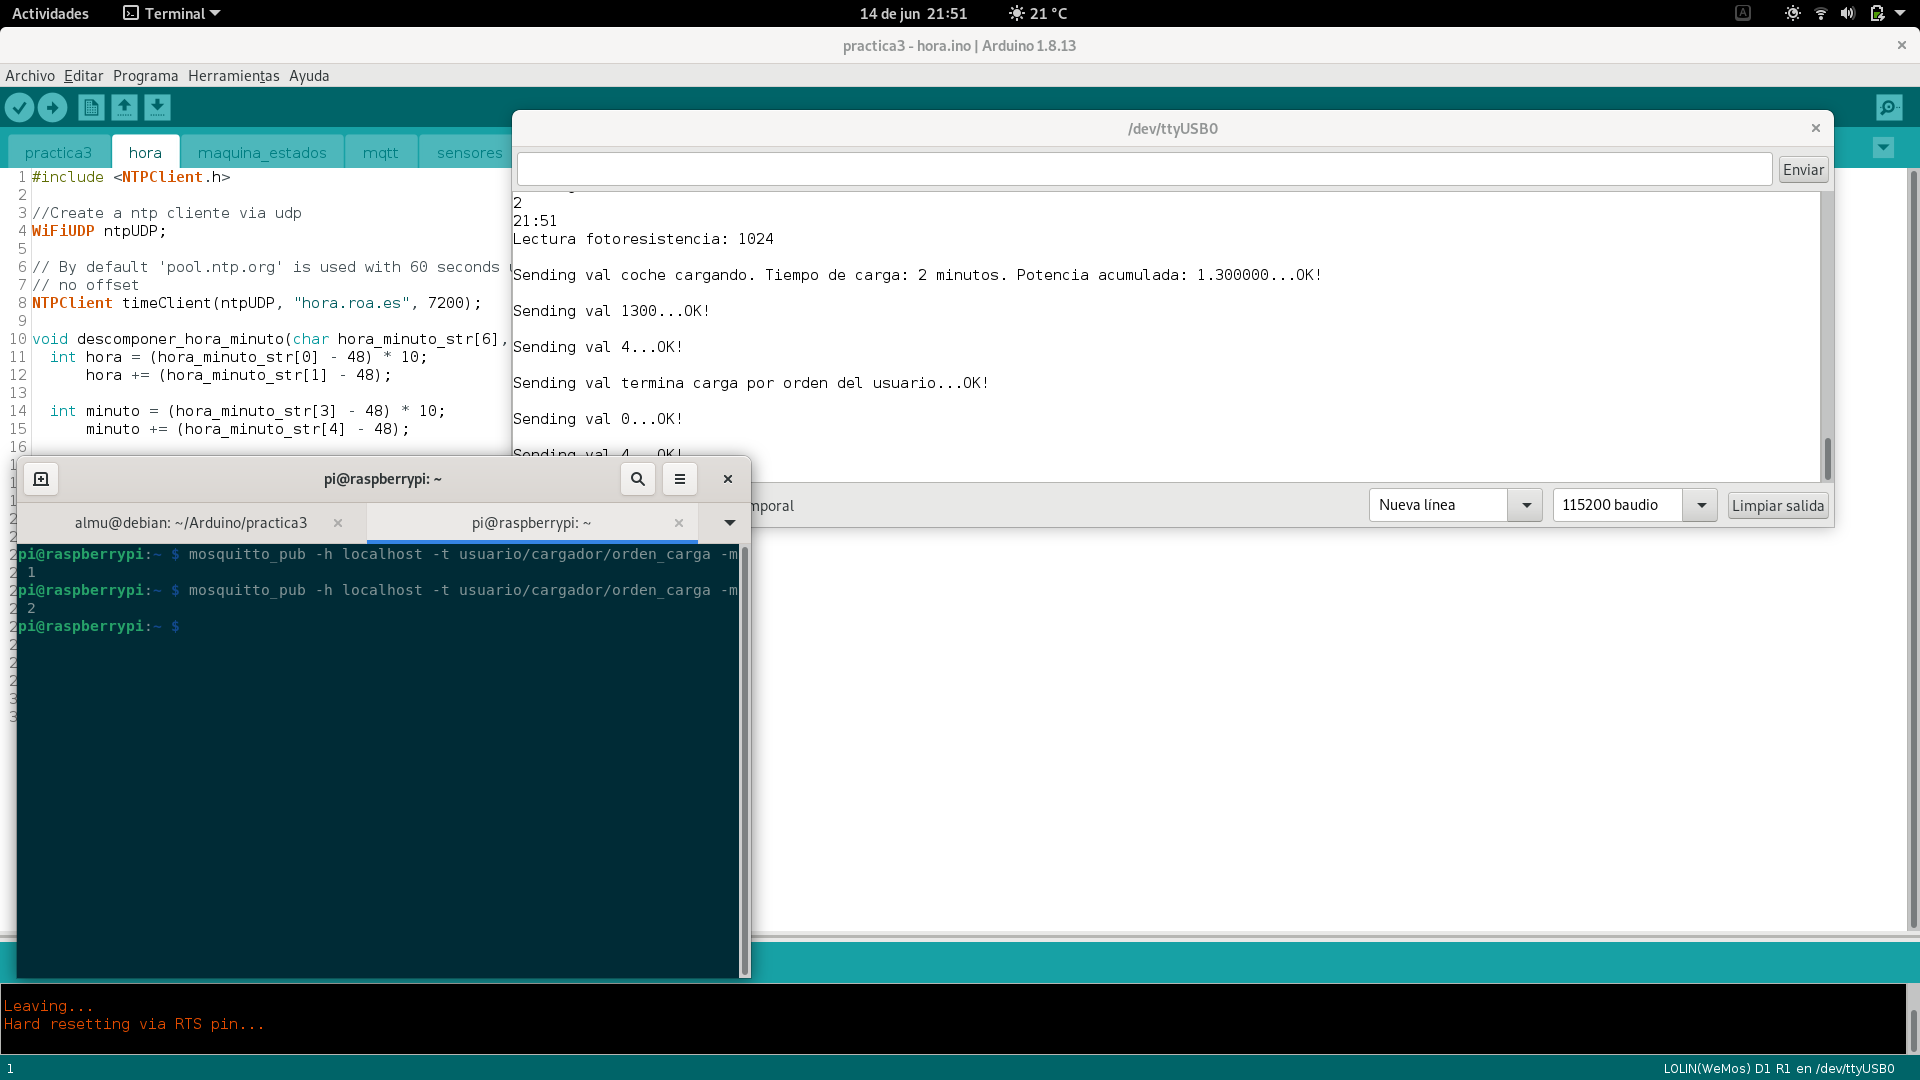 Actividades Terminal 14 de jun 21:51 21 °C A
practica3 - hora.ino | Arduino 1.8.13 ×
Archivo Editar Programa Herramientas Ayuda
practica3 hora maquina_estados mqtt sensores
1 #include <NTPClient.h>
2
3 //Create a ntp cliente via udp
4 WiFiUDP ntpUDP;
5
6 // By default 'pool.ntp.org' is used with 60 seconds
7 // no offset
8 NTPClient timeClient(ntpUDP, "hora.roa.es", 7200);
9
10 void descomponer_hora_minuto(char hora_minuto_str[6],
11 int hora = (hora_minuto_str[0] - 48) * 10;
12 hora += (hora_minuto_str[1] - 48);
13
14 int minuto = (hora_minuto_str[3] - 48) * 10;
15 minuto += (hora_minuto_str[4] - 48);
16
/dev/ttyUSB0 ×
Enviar
2
21:51
Lectura fotoresistencia: 1024
Sending val coche cargando. Tiempo de carga: 2 minutos. Potencia acumulada: 1.300000...OK!
Sending val 1300...OK!
Sending val 4...OK!
Sending val termina carga por orden del usuario...OK!
Sending val 0...OK!
Sending val 4...OK!
mporal Nueva línea 115200 baudio Limpiar salida
pi@raspberrypi: ~ ×
almu@debian: ~/Arduino/practica3 × pi@raspberrypi: ~ ×
pi@raspberrypi:~ $ mosquitto_pub -h localhost -t usuario/cargador/orden_carga -m
1
pi@raspberrypi:~ $ mosquitto_pub -h localhost -t usuario/cargador/orden_carga -m
2
pi@raspberrypi:~ $
Leaving...
Hard resetting via RTS pin...
1 LOLIN(WeMos) D1 R1 en /dev/ttyUSB0